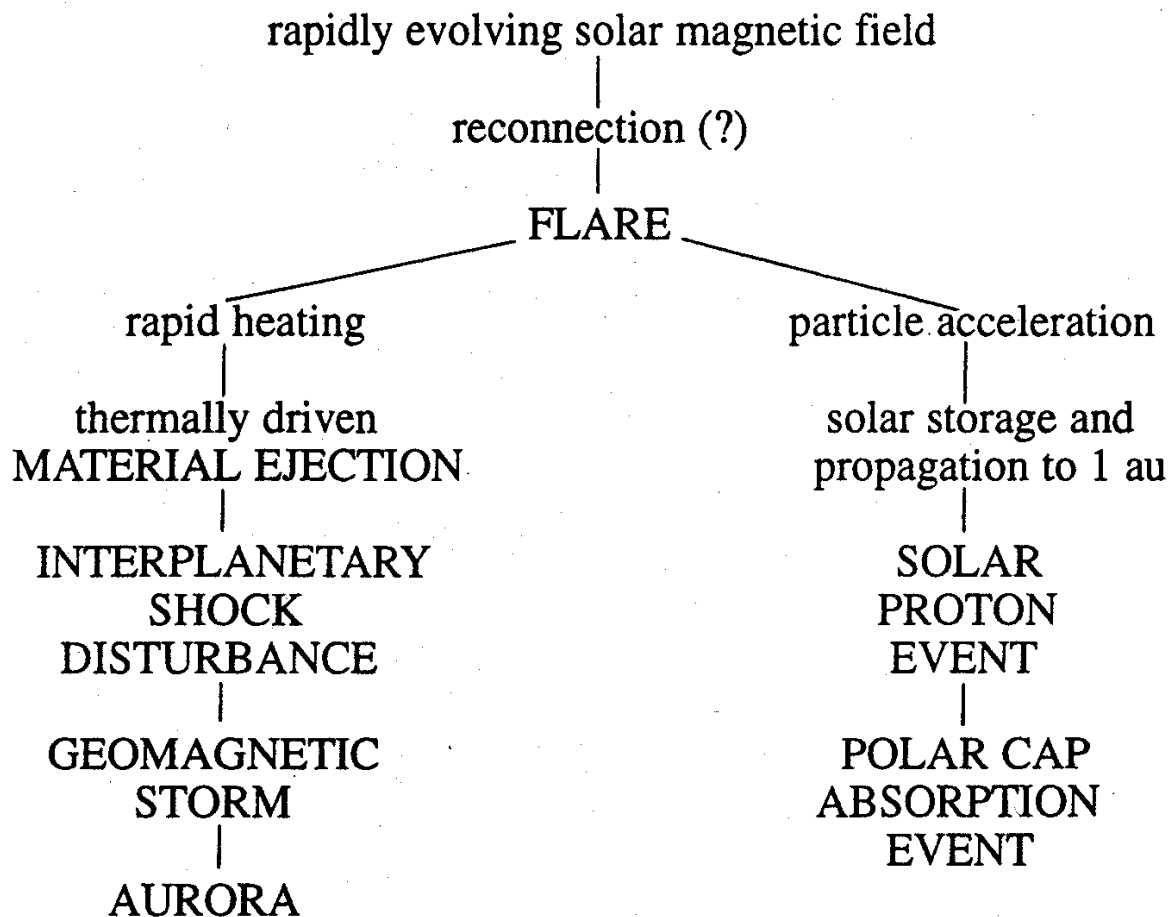 rapidly evolving solar magnetic field
reconnection (?)
FLARE
rapid heating
thermally driven
MATERIAL EJECTION
INTERPLANETARY
SHOCK
DISTURBANCE
GEOMAGNETIC
STORM
AURORA
particle acceleration
solar storage and
propagation to 1 au
SOLAR
PROTON
EVENT
POLAR CAP
ABSORPTION
EVENT